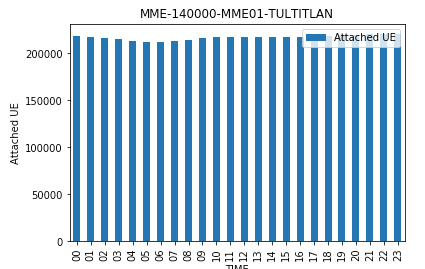 MME-140000-MME01-TULTITLAN
Attached UE
200000
150000
100000
50000
0
Attached UE
00 01 02 03 04 05 06 07 08 09 10 11 12 13 14 15 16 17 18 19 20 21 22 23
TIME